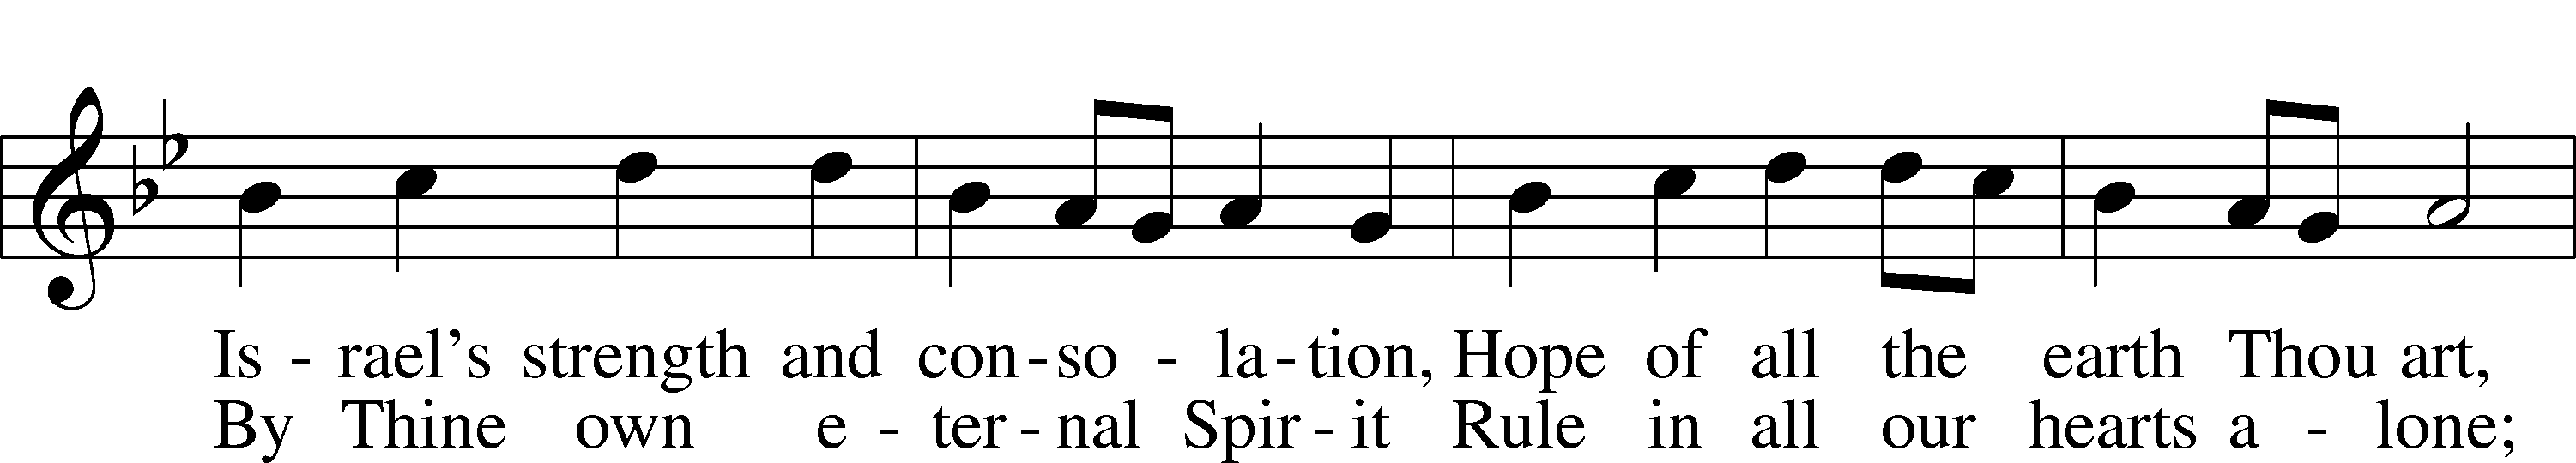 Is - rael's strength and con - so - la - tion, Hope of all the earth Thou art,
By Thine own e - ter - nal Spir - it Rule in all our hearts a - lone;